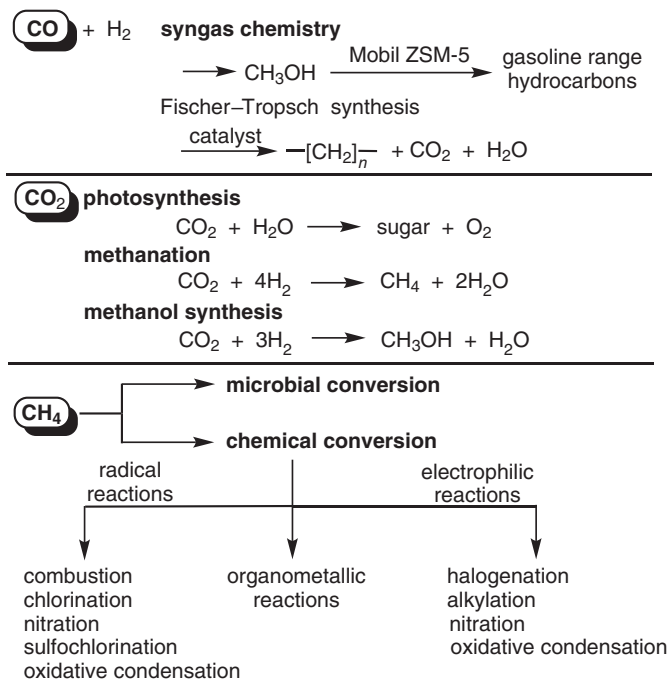 CO + H₂ syngas chemistry
CH₃OH Mobil ZSM-5 gasoline range
hydrocarbons
Fischer–Tropsch synthesis
catalyst –[CH₂]ₙ– + CO₂ + H₂O
CO₂ photosynthesis
CO₂ + H₂O sugar + O₂
methanation
CO₂ + 4H₂ CH₄ + 2H₂O
methanol synthesis
CO₂ + 3H₂ CH₃OH + H₂O
microbial conversion
CH₄
chemical conversion
radical
reactions
electrophilic
reactions
combustion
chlorination
nitration
sulfochlorination
oxidative condensation
organometallic
reactions
halogenation
alkylation
nitration
oxidative condensation